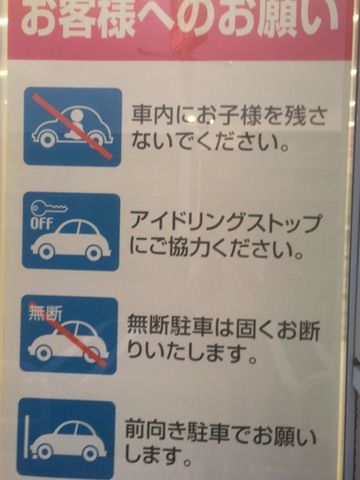 お客様へのお願い
車内にお子様を残さ
ないでください。
OFF
アイドリングストップ
にご協力ください。
無断
無断駐車は固くお断
りいたします。
前向き駐車でお願い
します。